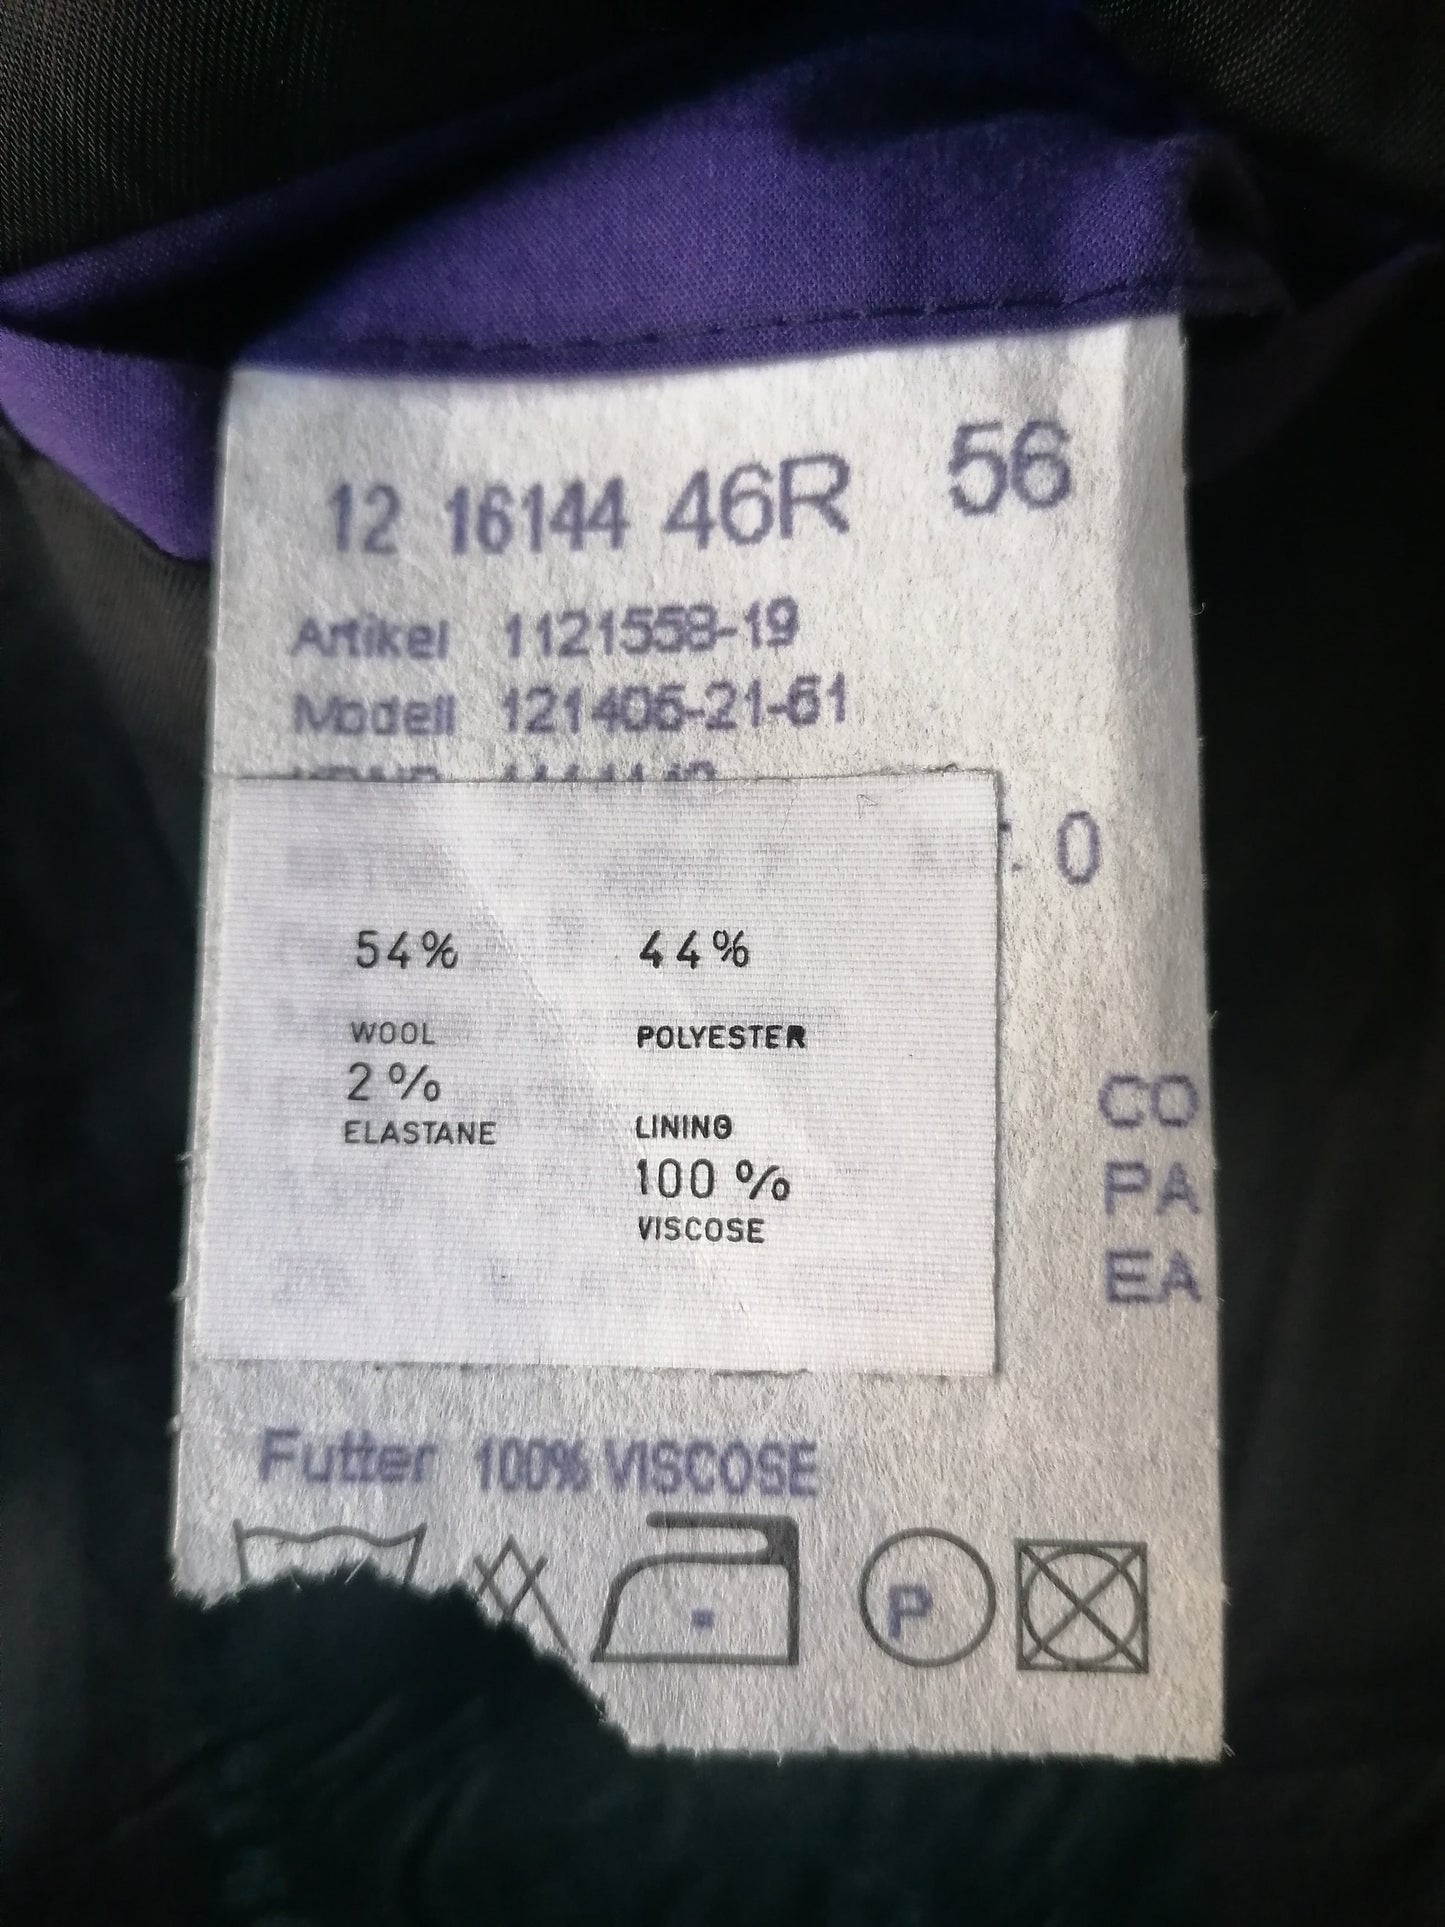 12 16144 46R 56
Artikel 1121558-19
Modell 121406-21-61
0
54% 44%
WOOL POLYESTER
2%
ELASTANE LINING
100%
VISCOSE
CO
PA
EA
Futter 100% VISCOSE
P